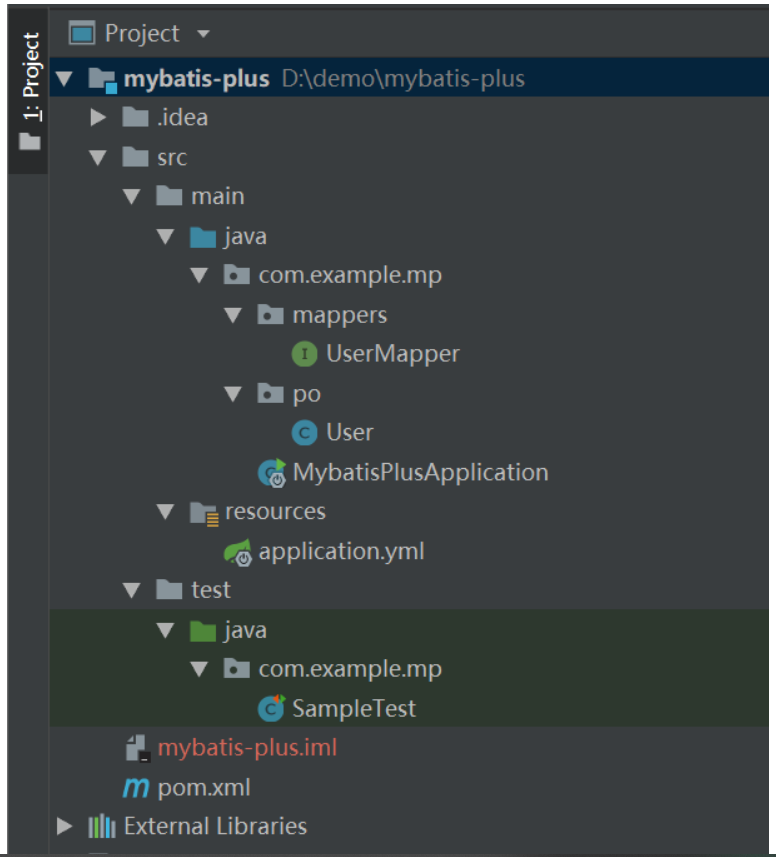 Project
1: Project
mybatis-plus D:\demo\mybatis-plus
.idea
src
main
java
com.example.mp
mappers
I UserMapper
po
C User
MybatisPlusApplication
resources
application.yml
test
java
com.example.mp
C SampleTest
mybatis-plus.iml
m pom.xml
External Libraries